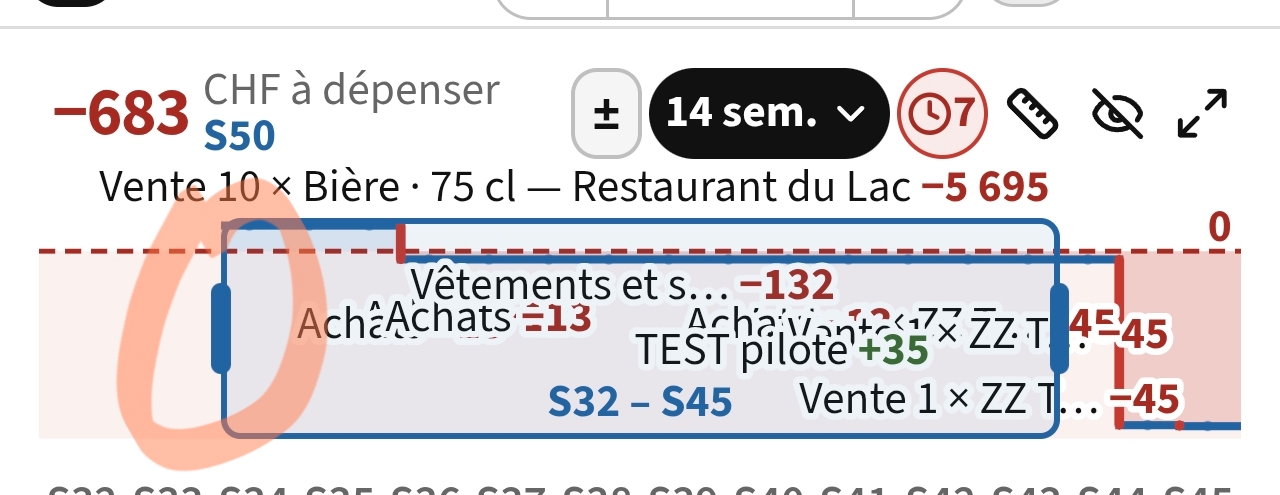 −683 CHF à dépenser
S50
± 14 sem. 7
Vente 10 × Bière · 75 cl — Restaurant du Lac −5 695
0
Vêtements et s… −132
Achats
Achats −13
TEST pilote +35
−45
S32 – S45
Vente 1 × ZZ T… −45